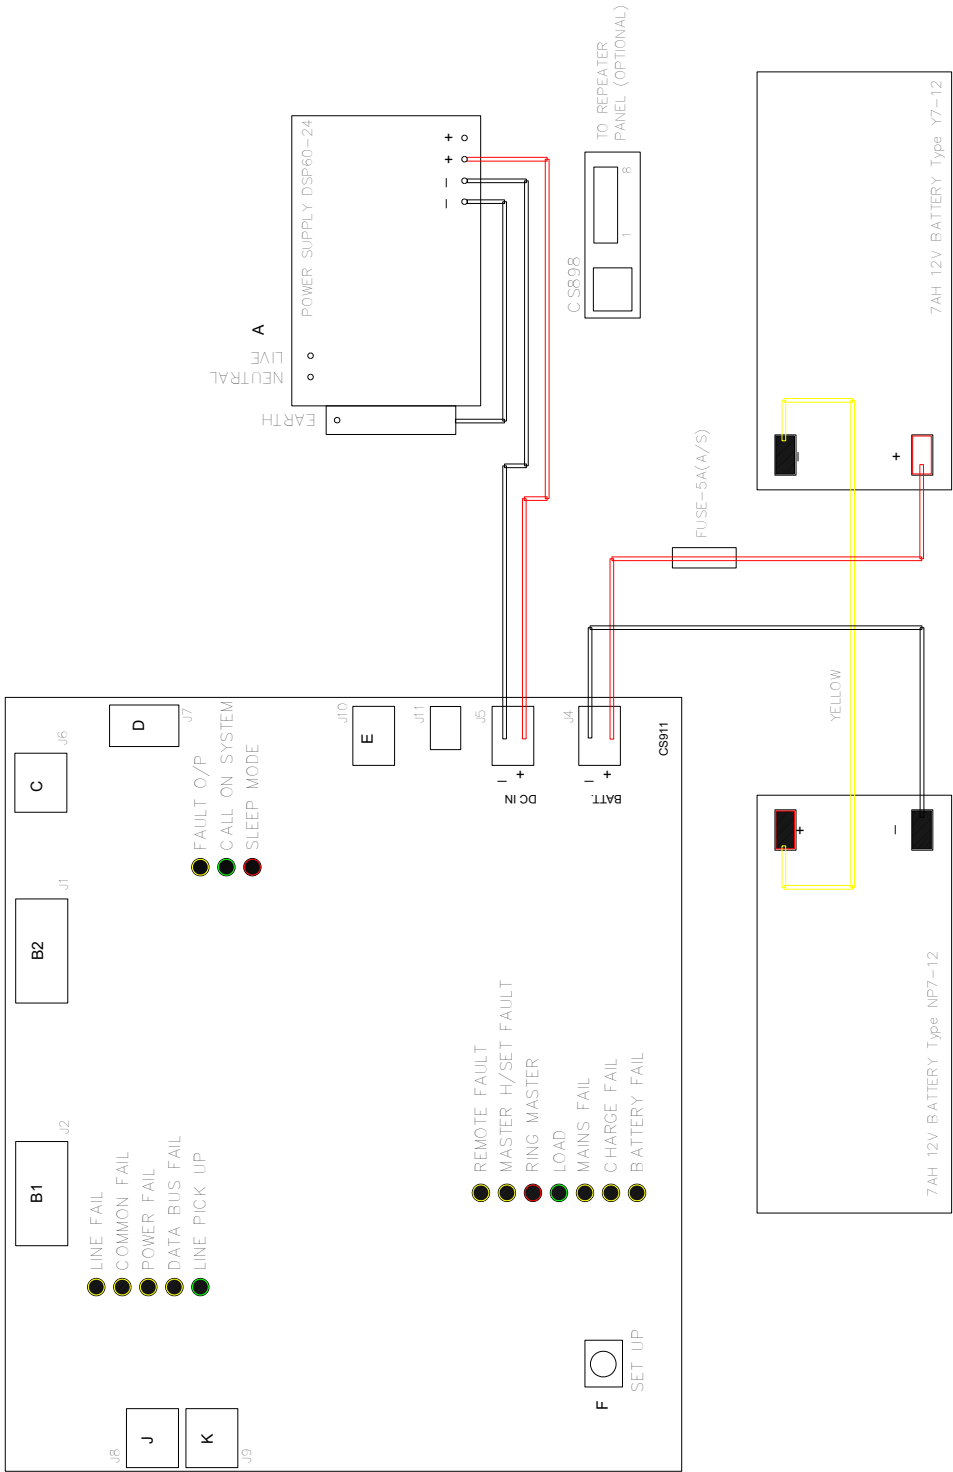 POWER SUPPLY DSP60-24
+
+
–
–
A
LIVE
NEUTRAL
EARTH
TO REPEATER
PANEL (OPTIONAL)
CS898
1
8
7AH 12V BATTERY Type Y7-12
–
+
FUSE-5A(A/S)
YELLOW
7AH 12V BATTERY Type NP7-12
+
–
C
J6
D
J7
E
J10
J11
J5
–
+
DC IN
J4
–
+
BATT.
CS911
FAULT O/P
CALL ON SYSTEM
SLEEP MODE
B2
J1
B1
J2
LINE FAIL
COMMON FAIL
POWER FAIL
DATA BUS FAIL
LINE PICK UP
REMOTE FAULT
MASTER H/SET FAULT
RING MASTER
LOAD
MAINS FAIL
CHARGE FAIL
BATTERY FAIL
F
SET UP
J8
J
K
J9